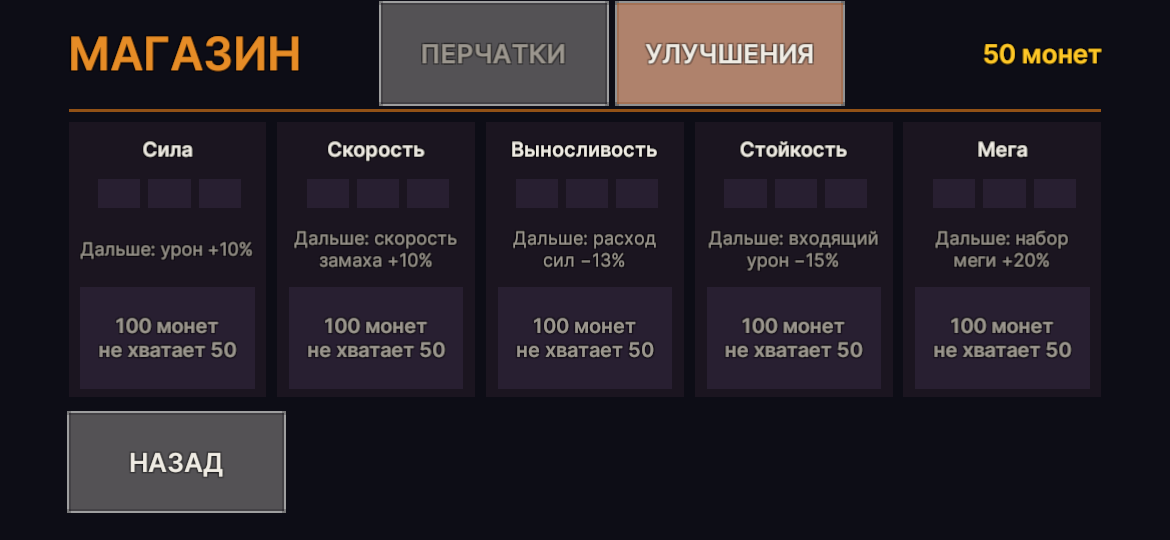 МАГАЗИН
ПЕРЧАТКИ
УЛУЧШЕНИЯ
50 монет
Сила
Дальше: урон +10%
100 монет
не хватает 50
Скорость
Дальше: скорость
замаха +10%
100 монет
не хватает 50
Выносливость
Дальше: расход
сил −13%
100 монет
не хватает 50
Стойкость
Дальше: входящий
урон −15%
100 монет
не хватает 50
Мега
Дальше: набор
меги +20%
100 монет
не хватает 50
НАЗАД